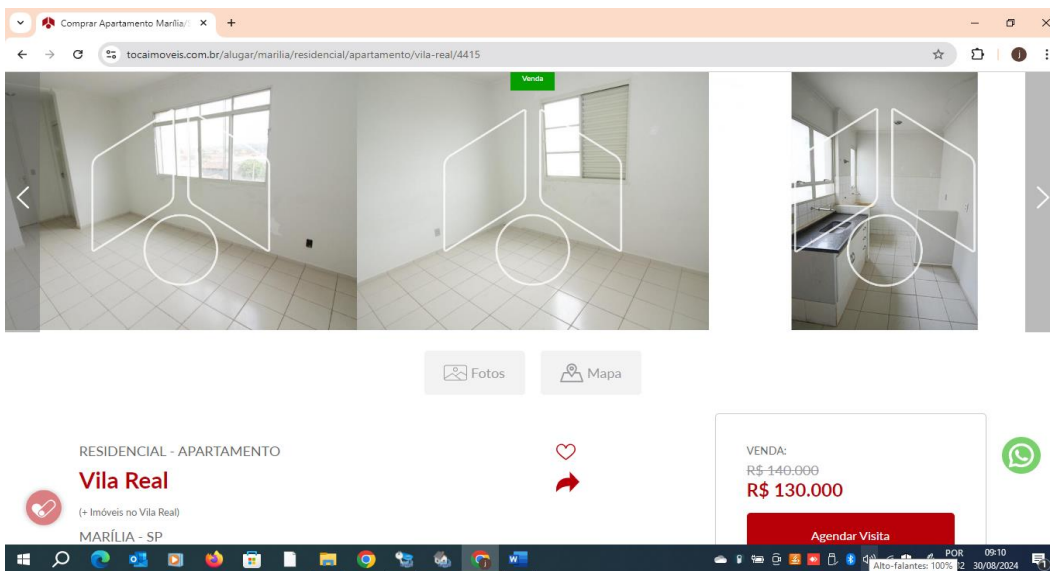 Comprar Apartamento Marília/
tocaimoveis.com.br/alugar/marilia/residencial/apartamento/vila-real/4415
Venda
Fotos
Mapa
RESIDENCIAL - APARTAMENTO
Vila Real
(+ Imóveis no Vila Real)
MARÍLIA - SP
VENDA:
R$ 140.000
R$ 130.000
Agendar Visita
POR
09:10
30/08/2024
Alto-falantes: 100%